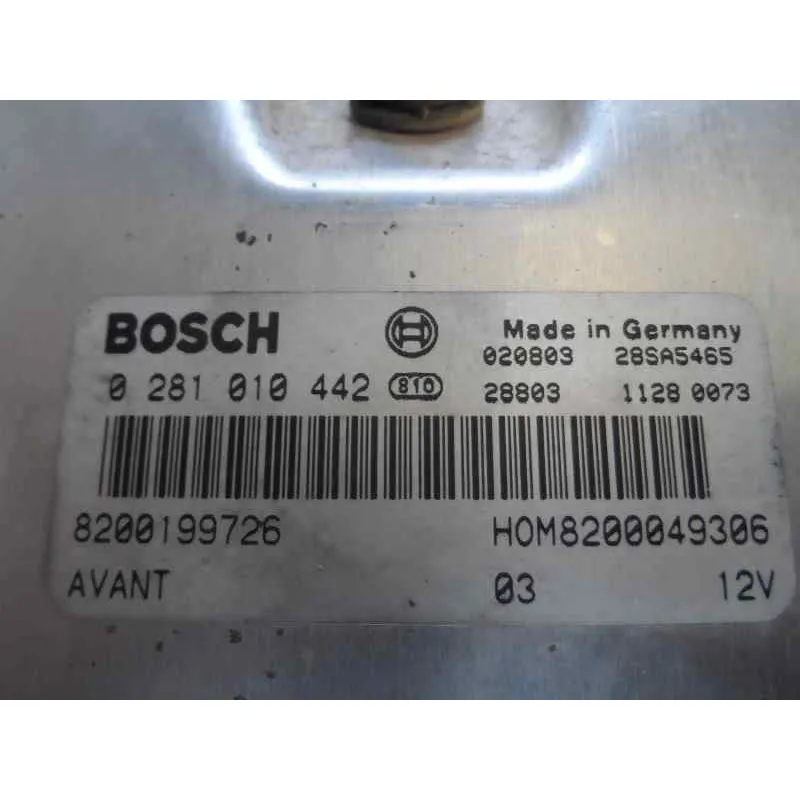 BOSCH
Made in Germany
020803 28SA5465
0 281 010 442 810 28803 1128 0073
8200199726 HOM8200049306
AVANT 03 12V